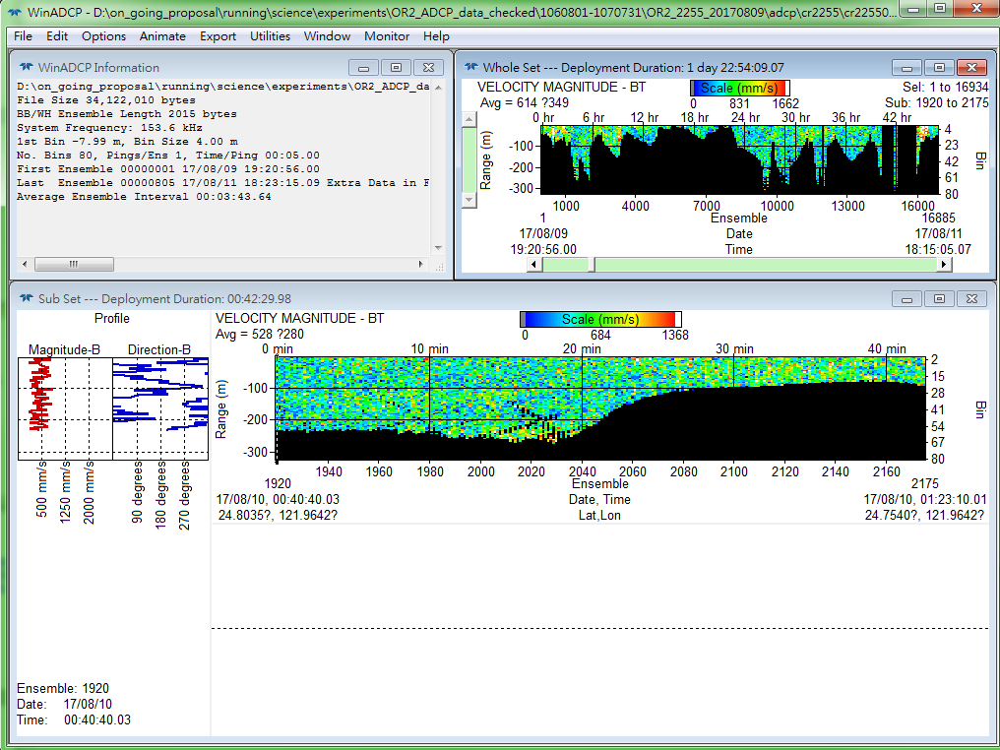 WinADCP - D:\on_going_proposal\running\science\experiments\OR2_ADCP_data_checked\1060801-1070731\OR2_2255_20170809\adcp\cr2255\cr22550...
File Edit Options Animate Export Utilities Window Monitor Help
WinADCP Information
D:\on_going_proposal\running\science\experiments\OR2_ADCP_da
File Size 34,122,010 bytes
BB/WH Ensemble Length 2015 bytes
System Frequency: 153.6 kHz
1st Bin -7.99 m, Bin Size 4.00 m
No. Bins 80, Pings/Ens 1, Time/Ping 00:05.00
First Ensemble 00000001 17/08/09 19:20:56.00
Last Ensemble 00000805 17/08/11 18:23:15.09 Extra Data in F
Average Ensemble Interval 00:03:43.64
Whole Set --- Deployment Duration: 1 day 22:54:09.07
VELOCITY MAGNITUDE - BT
Scale (mm/s)
Sel: 1 to 16934
Avg = 614 ?349
0 831 1662
Sub: 1920 to 2175
0 hr 6 hr 12 hr 18 hr 24 hr 30 hr 36 hr 42 hr
Range (m)
-100
-200
-300
4
23
42
61
80
Bin
1000 4000 7000 10000 13000 16000
1 Ensemble 16885
17/08/09 Date 17/08/11
19:20:56.00 Time 18:15:05.07
Sub Set --- Deployment Duration: 00:42:29.98
Profile
Magnitude-B Direction-B
500 mm/s
1250 mm/s
2000 mm/s
90 degrees
180 degrees
270 degrees
VELOCITY MAGNITUDE - BT
Scale (mm/s)
Avg = 528 ?280
0 684 1368
0 min 10 min 20 min 30 min 40 min
Range (m)
-100
-200
-300
2
15
28
41
54
67
80
Bin
1940 1960 1980 2000 2020 2040 2060 2080 2100 2120 2140 2160
1920 Ensemble 2175
17/08/10, 00:40:40.03 Date, Time 17/08/10, 01:23:10.01
24.8035?, 121.9642? Lat,Lon 24.7540?, 121.9642?
Ensemble: 1920
Date: 17/08/10
Time: 00:40:40.03